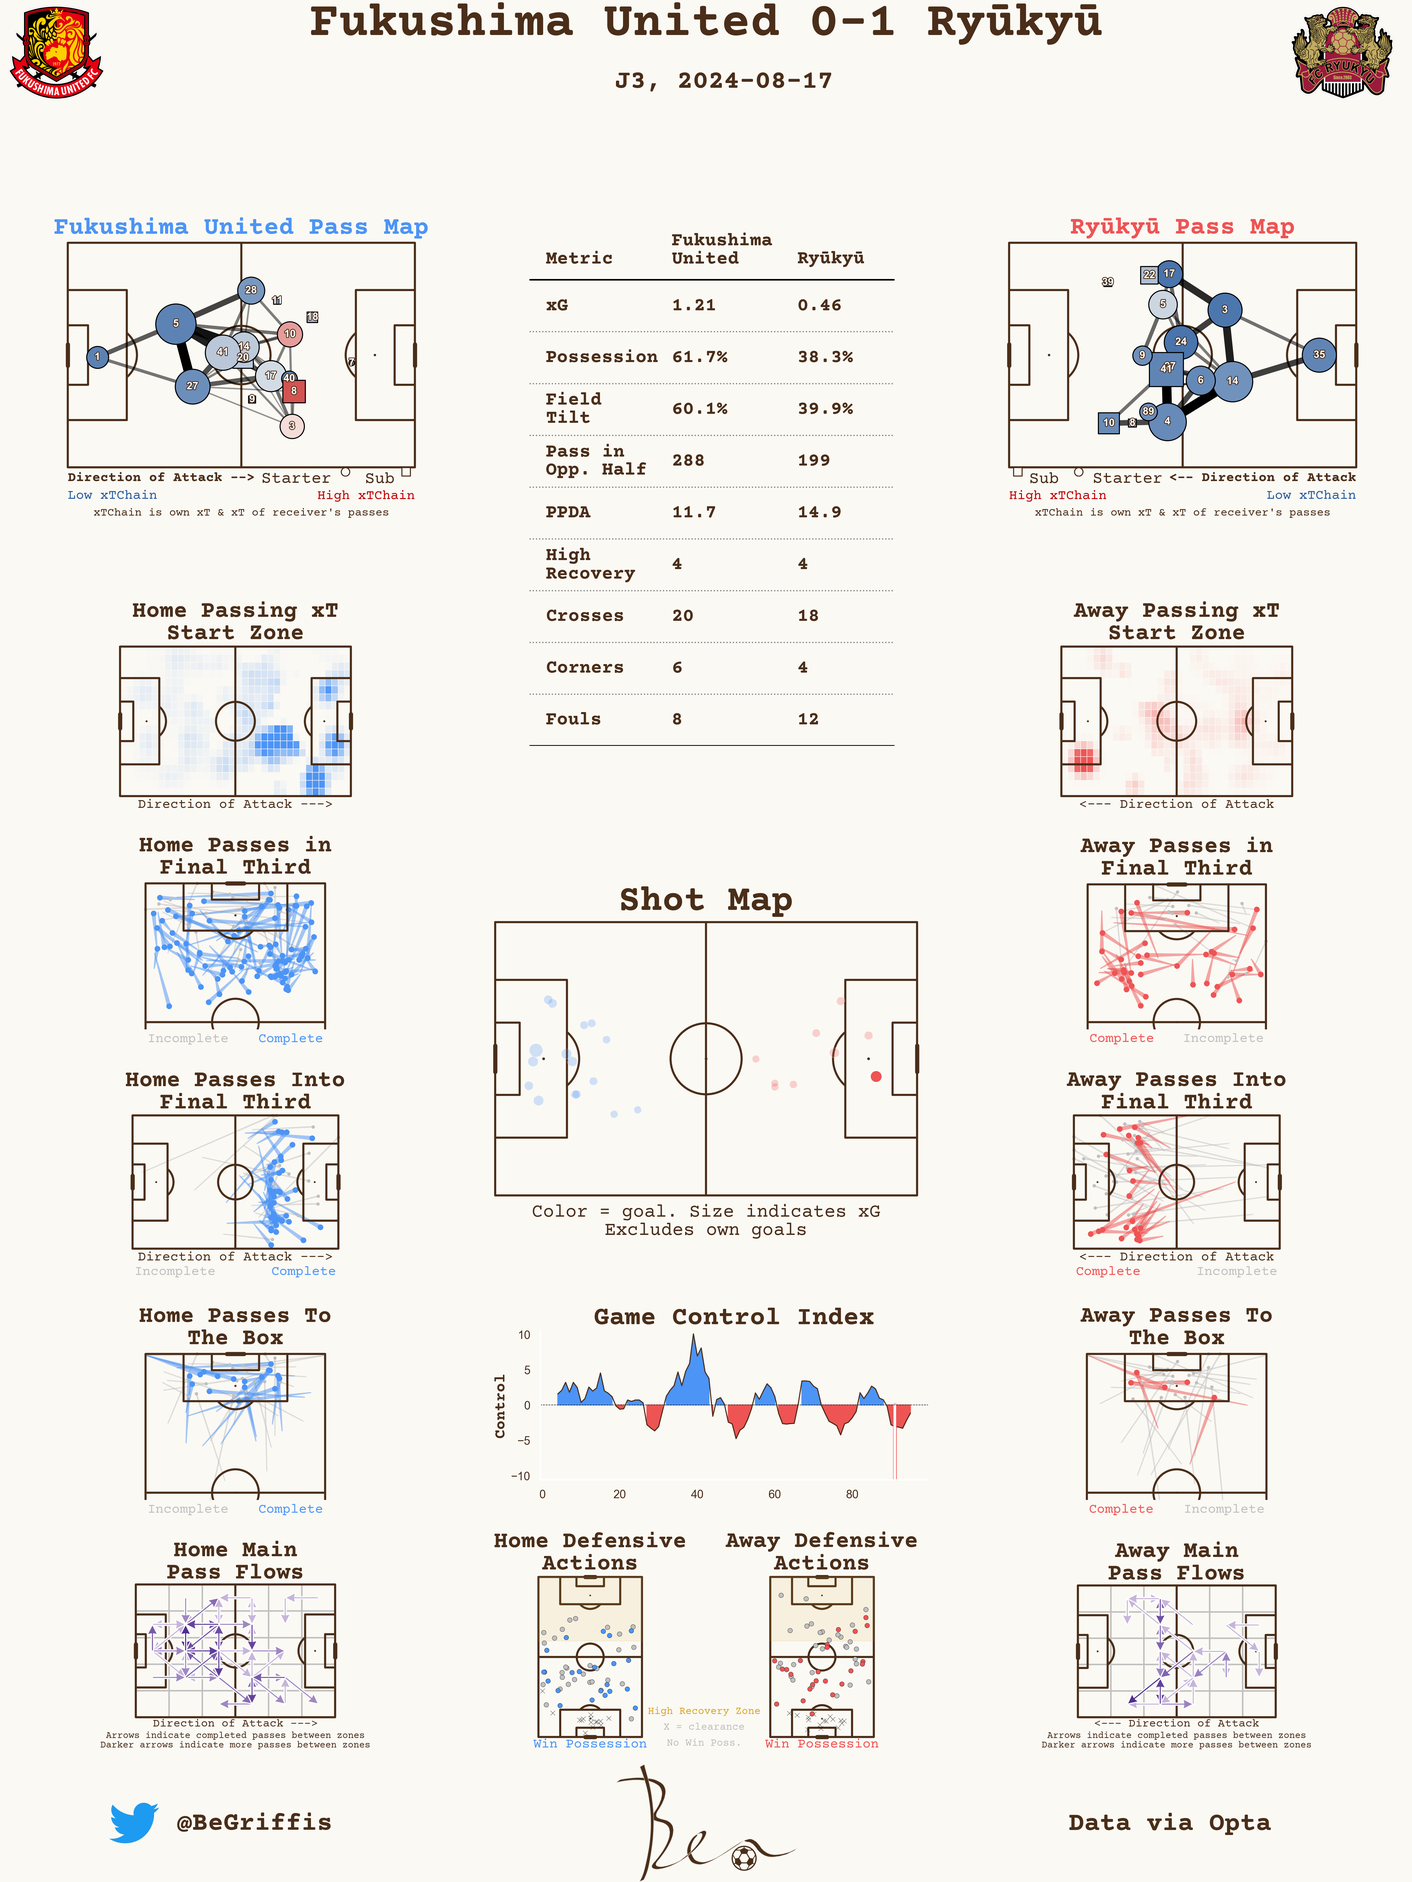 Fukushima United 0-1 Ryūkyū
J3, 2024-08-17
FUKUSHIMA UNITED FC
FC RYUKYU
Since 2003
Fukushima United Pass Map
28
11
18
5
10
14
41
20
1
7
17
40
27
8
9
3
Direction of Attack --> Starter Sub
Low xTChain High xTChain
xTChain is own xT & xT of receiver's passes
Metric Fukushima United Ryūkyū
xG 1.21 0.46
Possession 61.7% 38.3%
Field Tilt 60.1% 39.9%
Pass in Opp. Half 288 199
PPDA 11.7 14.9
High Recovery 4 4
Crosses 20 18
Corners 6 4
Fouls 8 12
Ryūkyū Pass Map
39
22
17
5
3
24
9
35
41
6
14
89
10
8
4
Sub Starter <-- Direction of Attack
High xTChain Low xTChain
xTChain is own xT & xT of receiver's passes
Home Passing xT
Start Zone
Direction of Attack --->
Away Passing xT
Start Zone
<--- Direction of Attack
Home Passes in
Final Third
Incomplete Complete
Away Passes in
Final Third
Complete Incomplete
Shot Map
Color = goal. Size indicates xG
Excludes own goals
Home Passes Into
Final Third
Direction of Attack --->
Incomplete Complete
Away Passes Into
Final Third
<--- Direction of Attack
Complete Incomplete
Home Passes To
The Box
Incomplete Complete
Game Control Index
Control
10
5
0
−5
−10
0 20 40 60 80
Away Passes To
The Box
Complete Incomplete
Home Main
Pass Flows
Direction of Attack --->
Arrows indicate completed passes between zones
Darker arrows indicate more passes between zones
Home Defensive
Actions
Win Possession
Away Defensive
Actions
Win Possession
High Recovery Zone
X = clearance
No Win Poss.
Away Main
Pass Flows
<--- Direction of Attack
Arrows indicate completed passes between zones
Darker arrows indicate more passes between zones
@BeGriffis
Ben
Data via Opta